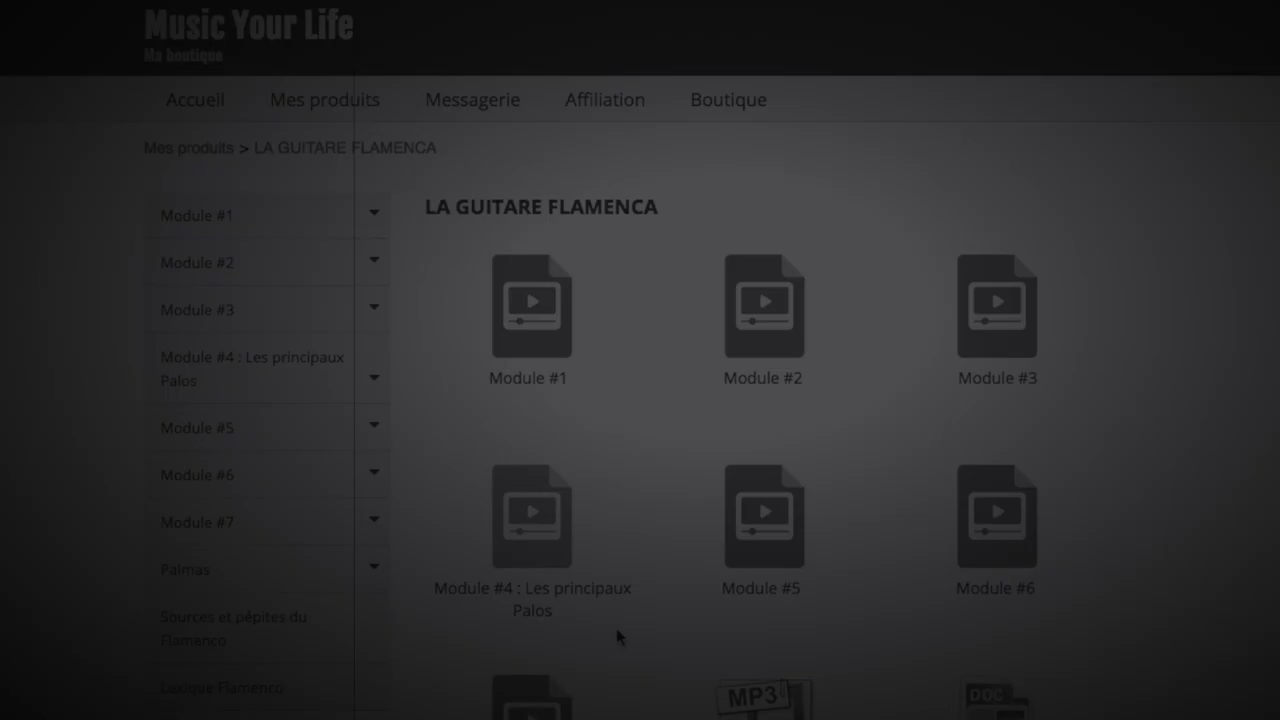 Music Your Life
Ma boutique
Accueil Mes produits Messagerie Affiliation Boutique
Mes produits > LA GUITARE FLAMENCA
Module #1
Module #2
Module #3
Module #4 : Les principaux
Palos
Module #5
Module #6
Module #7
Palmas
Sources et pépites du
Flamenco
Lexique Flamenco
LA GUITARE FLAMENCA
Module #1
Module #2
Module #3
Module #4 : Les principaux
Palos
Module #5
Module #6
MP3
DOC